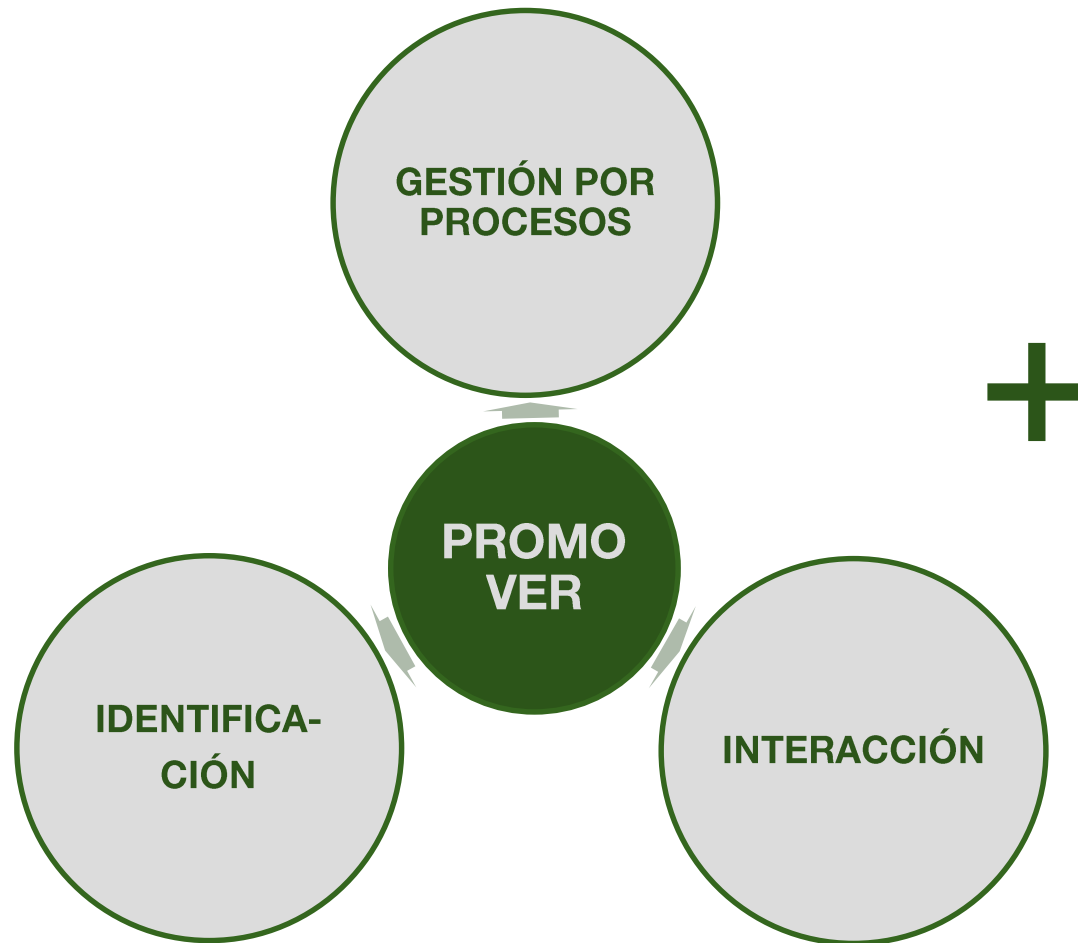 GESTIÓN POR
PROCESOS
PROMO
VER
IDENTIFICA-
CIÓN
INTERACCIÓN